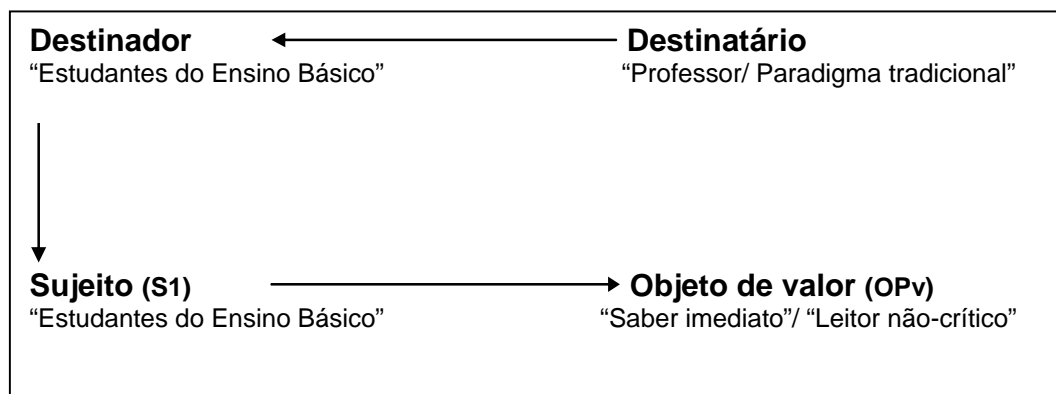 Destinador Destinatário
“Estudantes do Ensino Básico” “Professor/ Paradigma tradicional”
Sujeito (S1) Objeto de valor (OPv)
“Estudantes do Ensino Básico” “Saber imediato”/ “Leitor não-crítico”